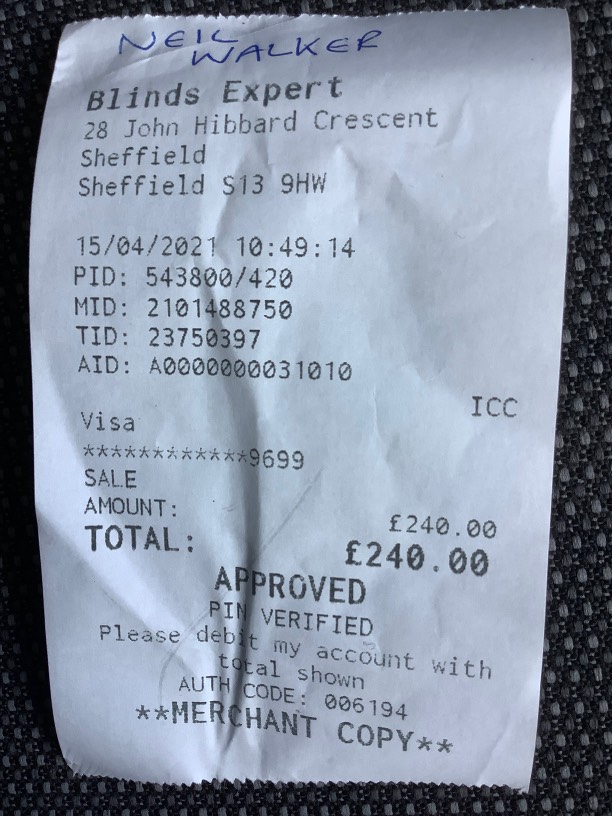 NEIL
WALKER
Blinds Expert
28 John Hibbard Crescent
Sheffield
Sheffield S13 9HW
15/04/2021 10:49:14
PID: 543800/420
MID: 2101488750
TID: 23750397
AID: A0000000031010
ICC
Visa
************9699
SALE
AMOUNT: £240.00
TOTAL: £240.00
APPROVED
PIN VERIFIED
Please debit my account with
total shown
AUTH CODE: 006194
**MERCHANT COPY**